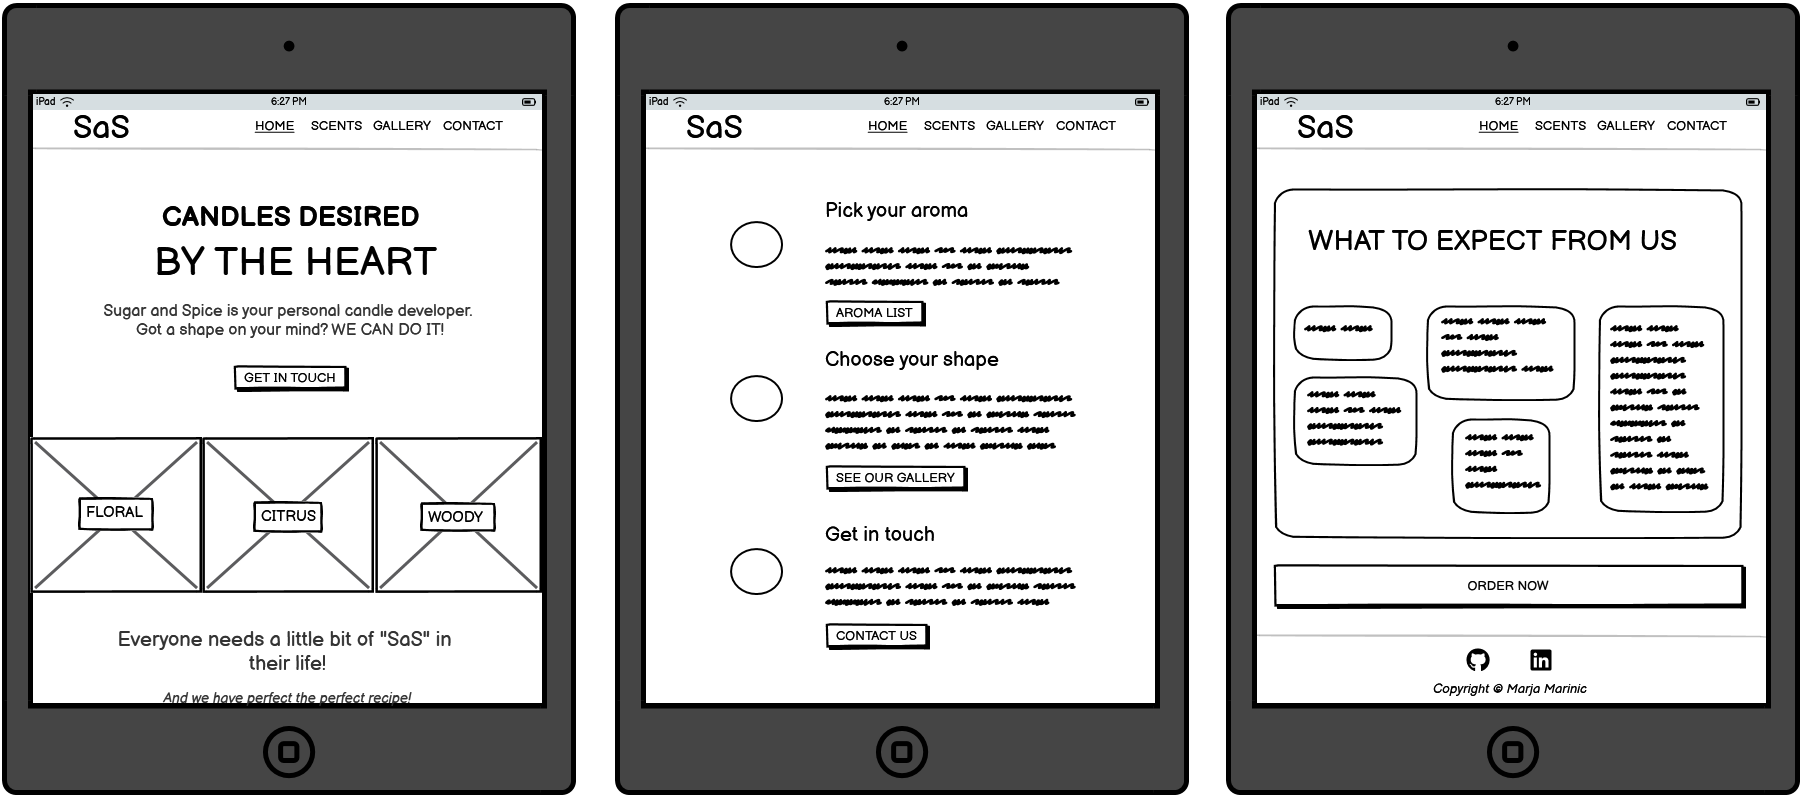 iPad 6:27 PM
SaS HOME SCENTS GALLERY CONTACT
CANDLES DESIRED
BY THE HEART
Sugar and Spice is your personal candle developer.
Got a shape on your mind? WE CAN DO IT!
GET IN TOUCH
FLORAL CITRUS WOODY
Everyone needs a little bit of "SaS" in
their life!
And we have perfect the perfect recipe!
iPad 6:27 PM
SaS HOME SCENTS GALLERY CONTACT
Pick your aroma
AROMA LIST
Choose your shape
SEE OUR GALLERY
Get in touch
CONTACT US
iPad 6:27 PM
SaS HOME SCENTS GALLERY CONTACT
WHAT TO EXPECT FROM US
ORDER NOW
in
Copyright @ Marja Marinic